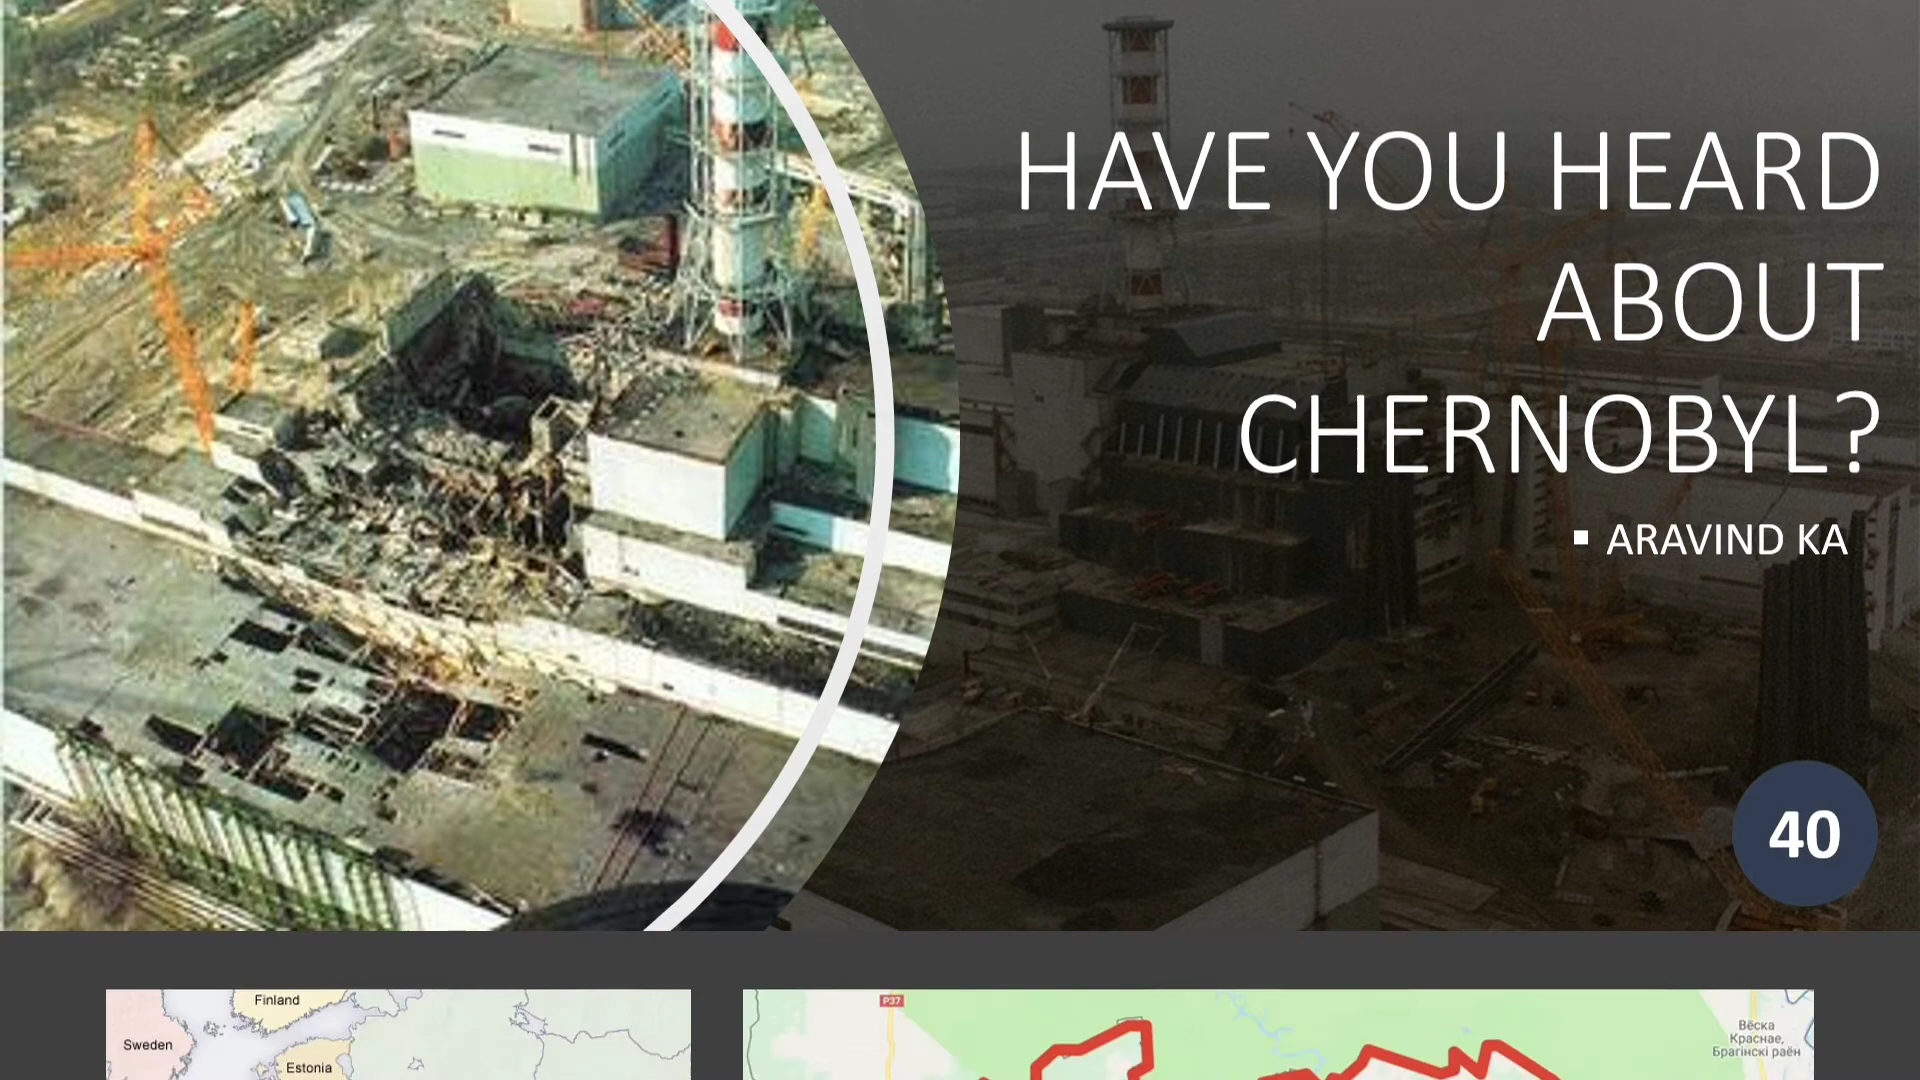 HAVE YOU HEARD
ABOUT
CHERNOBYL?
▪ ARAVIND KA
40
Finland
Sweden
Estonia
P37
Вёска
Краснае,
Брагінскі раён